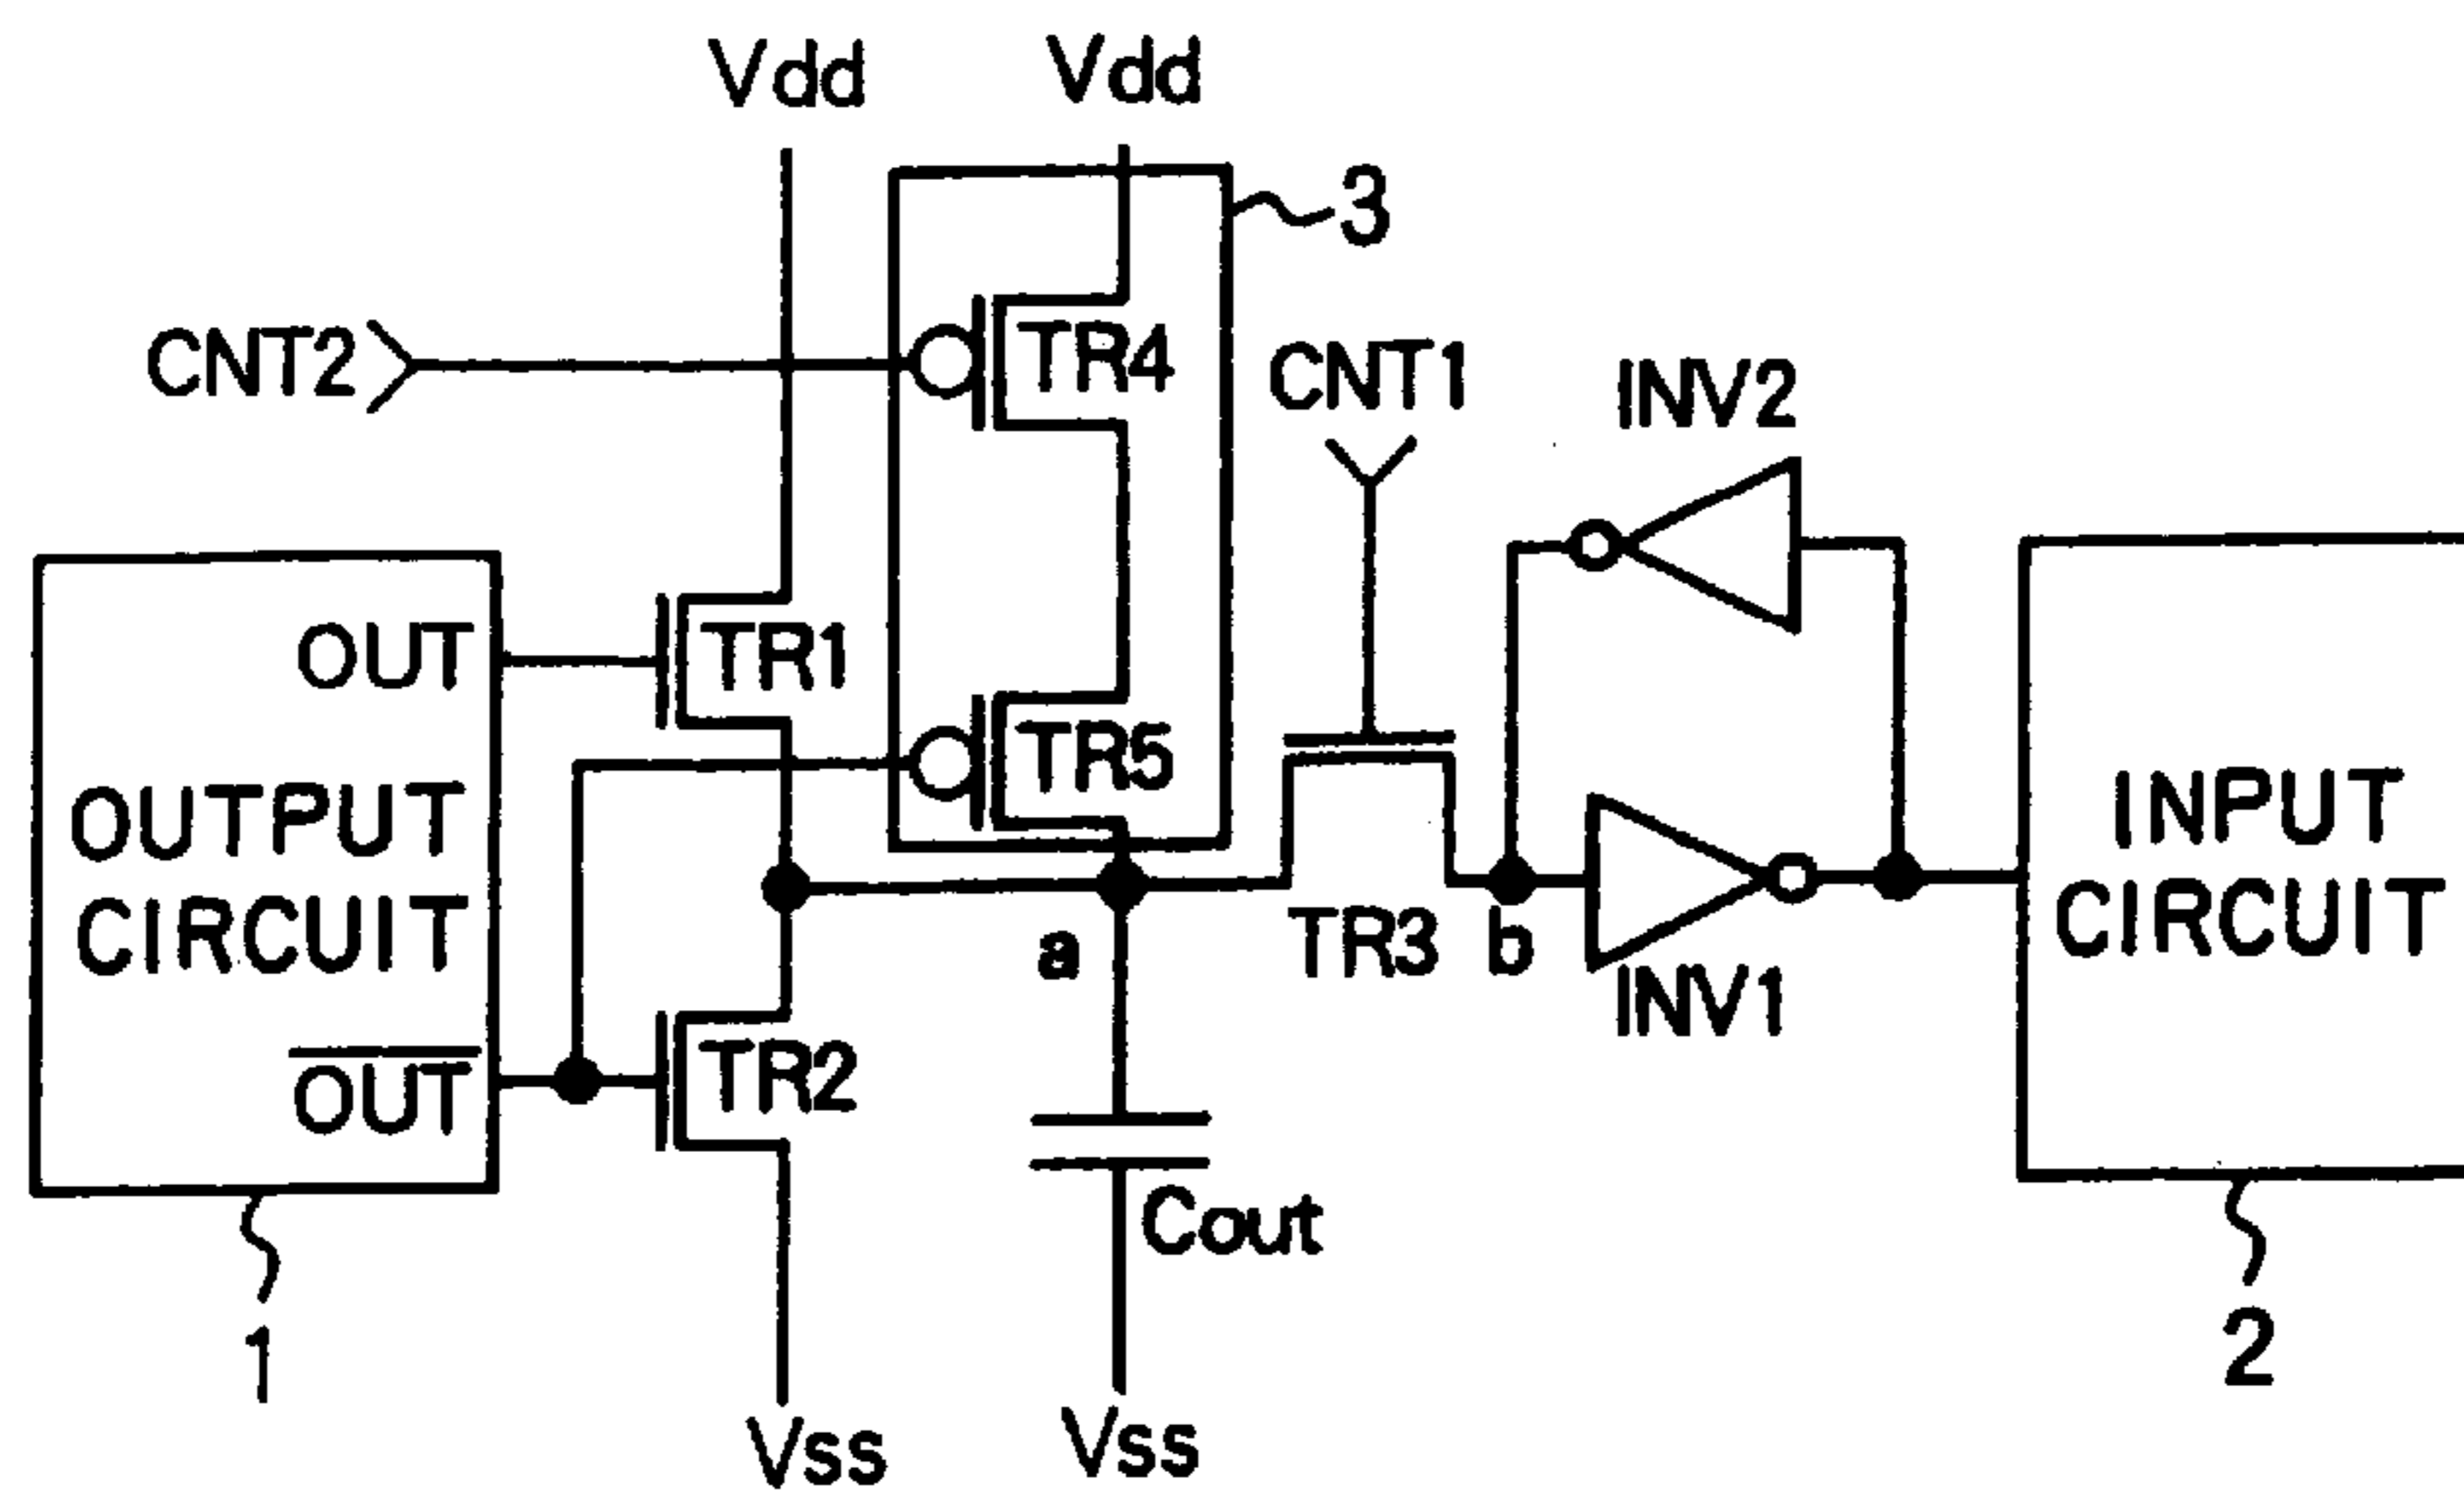 Vdd
Vdd
3
CNT2
TR4
CNT1
INV2
OUT
TR1
TR5
OUTPUT
CIRCUIT
INPUT
CIRCUIT
a
TR3
b
INV1
O̅U̅T̅
TR2
Cout
1
2
Vss
Vss